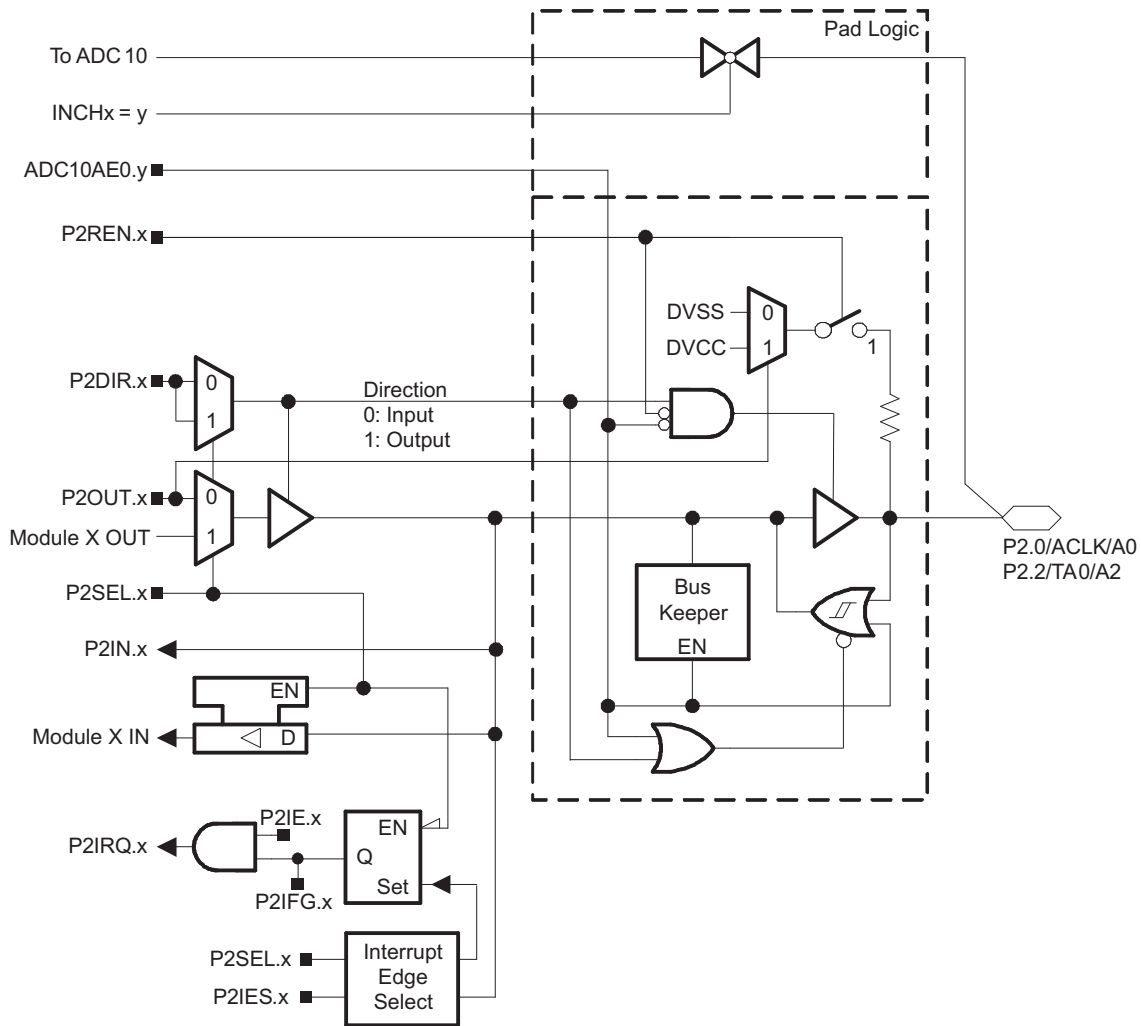 Pad Logic
To ADC 10
INCHx = y
ADC10AE0.y
P2REN.x
DVSS
0
DVCC
1
1
P2DIR.x
0
1
Direction
0: Input
1: Output
P2OUT.x
0
Module X OUT
1
P2SEL.x
Bus
Keeper
EN
P2.0/ACLK/A0
P2.2/TA0/A2
P2IN.x
EN
Module X IN
D
P2IE.x
P2IRQ.x
EN
Q
Set
P2IFG.x
P2SEL.x
P2IES.x
Interrupt
Edge
Select